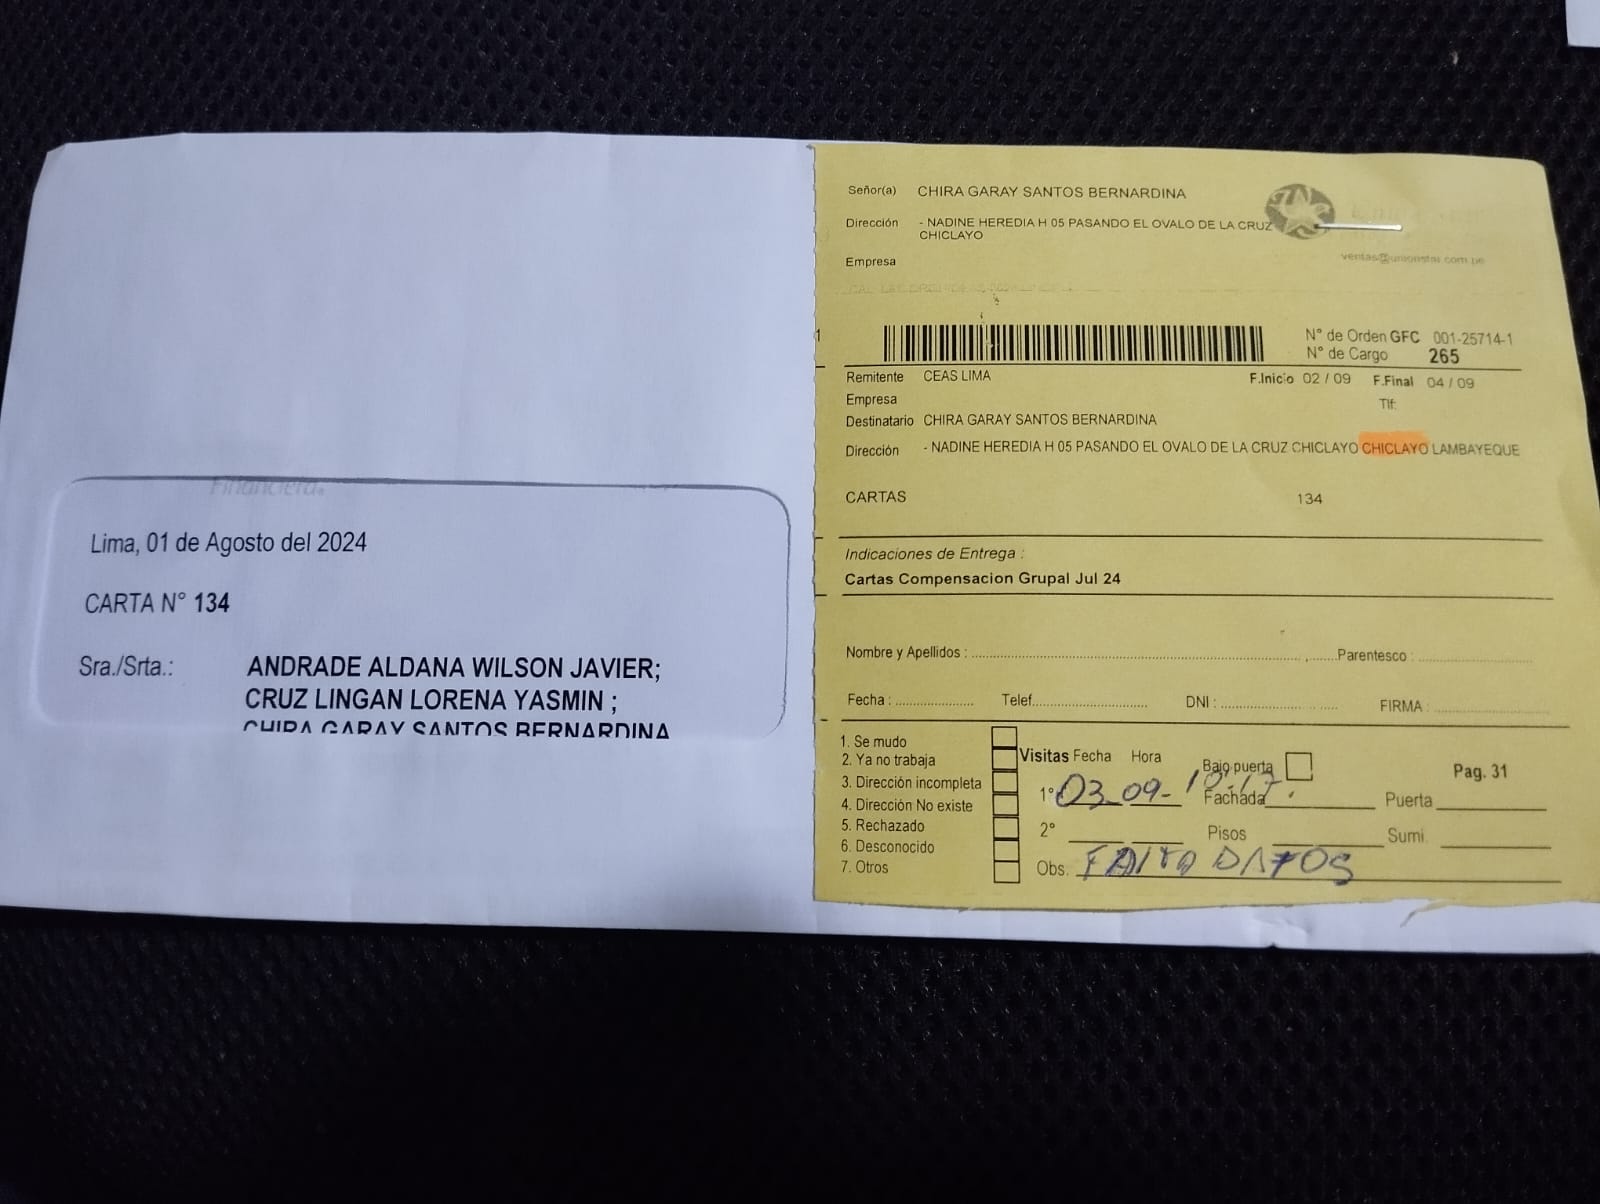 Financiera.
Lima, 01 de Agosto del 2024
CARTA N° 134
Sra./Srta.: ANDRADE ALDANA WILSON JAVIER;
CRUZ LINGAN LORENA YASMIN ;
CHIRA GARAY SANTOS BERNARDINA
Señor(a) CHIRA GARAY SANTOS BERNARDINA
Dirección - NADINE HEREDIA H 05 PASANDO EL OVALO DE LA CRUZ
CHICLAYO
Empresa
ventas@unionstar.com.pe
N° de Orden GFC 001-25714-1
N° de Cargo 265
Remitente CEAS LIMA F.Inicio 02 / 09 F.Final 04 / 09
Empresa Tlf:
Destinatario CHIRA GARAY SANTOS BERNARDINA
Dirección - NADINE HEREDIA H 05 PASANDO EL OVALO DE LA CRUZ CHICLAYO CHICLAYO LAMBAYEQUE
CARTAS 134
Indicaciones de Entrega :
Cartas Compensacion Grupal Jul 24
Nombre y Apellidos : Parentesco :
Fecha : Telef. DNI : FIRMA :
1. Se mudo
2. Ya no trabaja
3. Dirección incompleta
4. Dirección No existe
5. Rechazado
6. Desconocido
7. Otros
Visitas Fecha Hora Bajo puerta Pag. 31
1° 03-09- Fachada Puerta
2° Pisos Sumi
Obs. FALTA DATOS